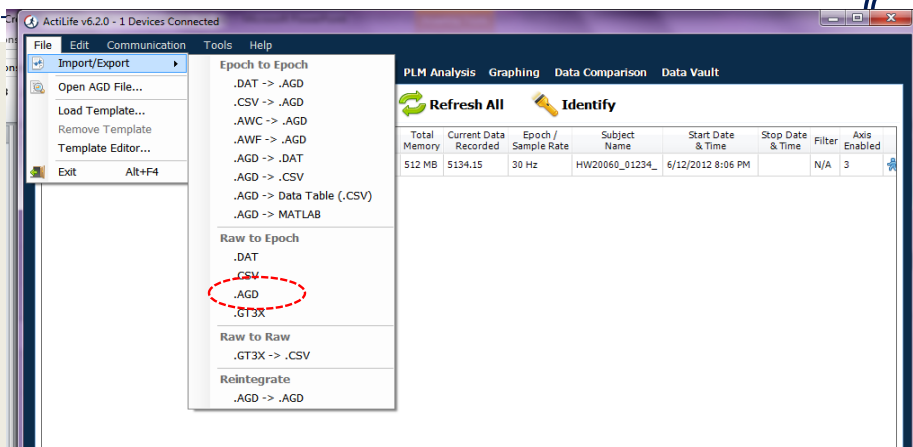 ActiLife v6.2.0 - 1 Devices Connected
File Edit Communication Tools Help
Import/Export
Open AGD File...
Load Template...
Remove Template
Template Editor...
Exit Alt+F4
Epoch to Epoch
.DAT -> .AGD
.CSV -> .AGD
.AWC -> .AGD
.AWF -> .AGD
.AGD -> .DAT
.AGD -> .CSV
.AGD -> Data Table (.CSV)
.AGD -> MATLAB
Raw to Epoch
.DAT
.CSV
.AGD
.GT3X
Raw to Raw
.GT3X -> .CSV
Reintegrate
.AGD -> .AGD
PLM Analysis Graphing Data Comparison Data Vault
Refresh All Identify
Total Memory Current Data Recorded Epoch / Sample Rate Subject Name Start Date & Time Stop Date & Time Filter Axis Enabled
512 MB 5134.15 30 Hz HW20060_01234_ 6/12/2012 8:06 PM N/A 3